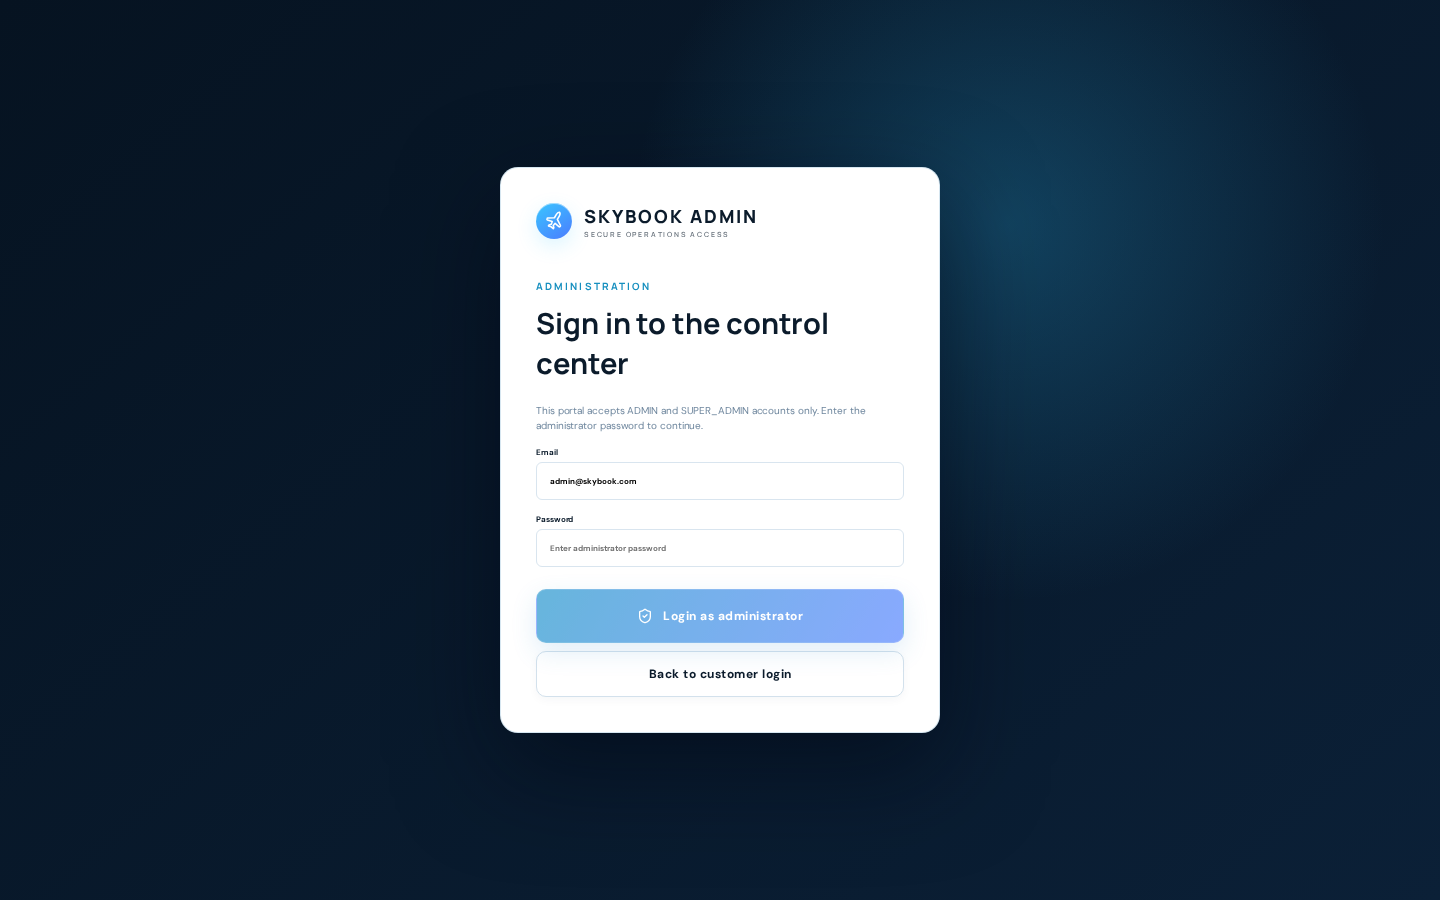 SKYBOOK ADMIN
SECURE OPERATIONS ACCESS
ADMINISTRATION
Sign in to the control
center
This portal accepts ADMIN and SUPER_ADMIN accounts only. Enter the
administrator password to continue.
Email
admin@skybook.com
Password
Enter administrator password
Login as administrator
Back to customer login